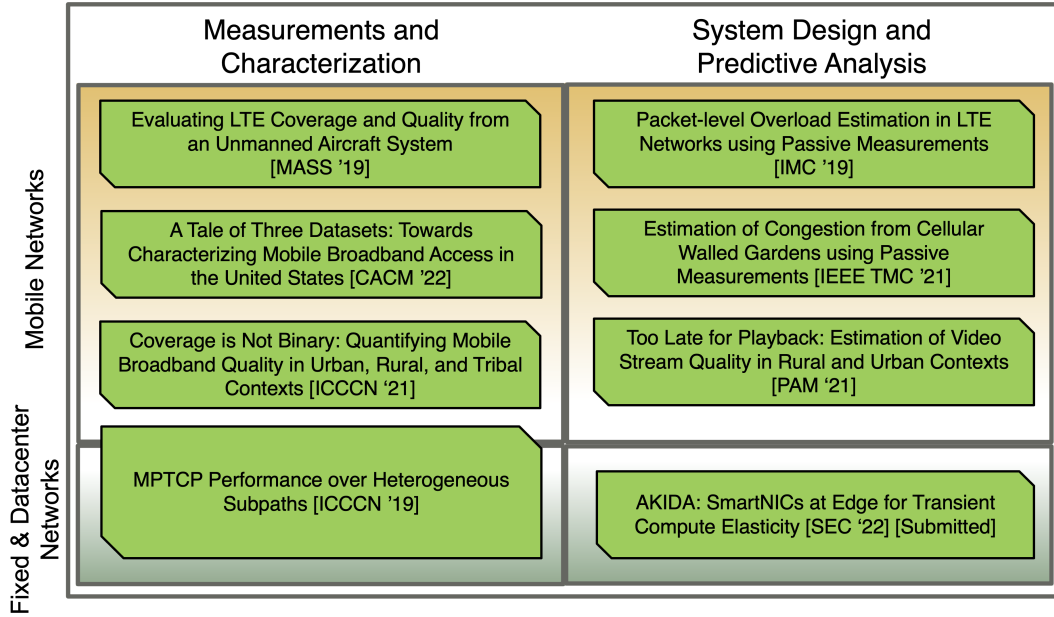 Measurements and
Characterization
System Design and
Predictive Analysis
Mobile Networks
Evaluating LTE Coverage and Quality from
an Unmanned Aircraft System
[MASS '19]
Packet-level Overload Estimation in LTE
Networks using Passive Measurements
[IMC '19]
A Tale of Three Datasets: Towards
Characterizing Mobile Broadband Access in
the United States [CACM '22]
Estimation of Congestion from Cellular
Walled Gardens using Passive
Measurements [IEEE TMC '21]
Coverage is Not Binary: Quantifying Mobile
Broadband Quality in Urban, Rural, and Tribal
Contexts [ICCCN '21]
Too Late for Playback: Estimation of Video
Stream Quality in Rural and Urban Contexts
[PAM '21]
Fixed & Datacenter
Networks
MPTCP Performance over Heterogeneous
Subpaths [ICCCN '19]
AKIDA: SmartNICs at Edge for Transient
Compute Elasticity [SEC '22] [Submitted]